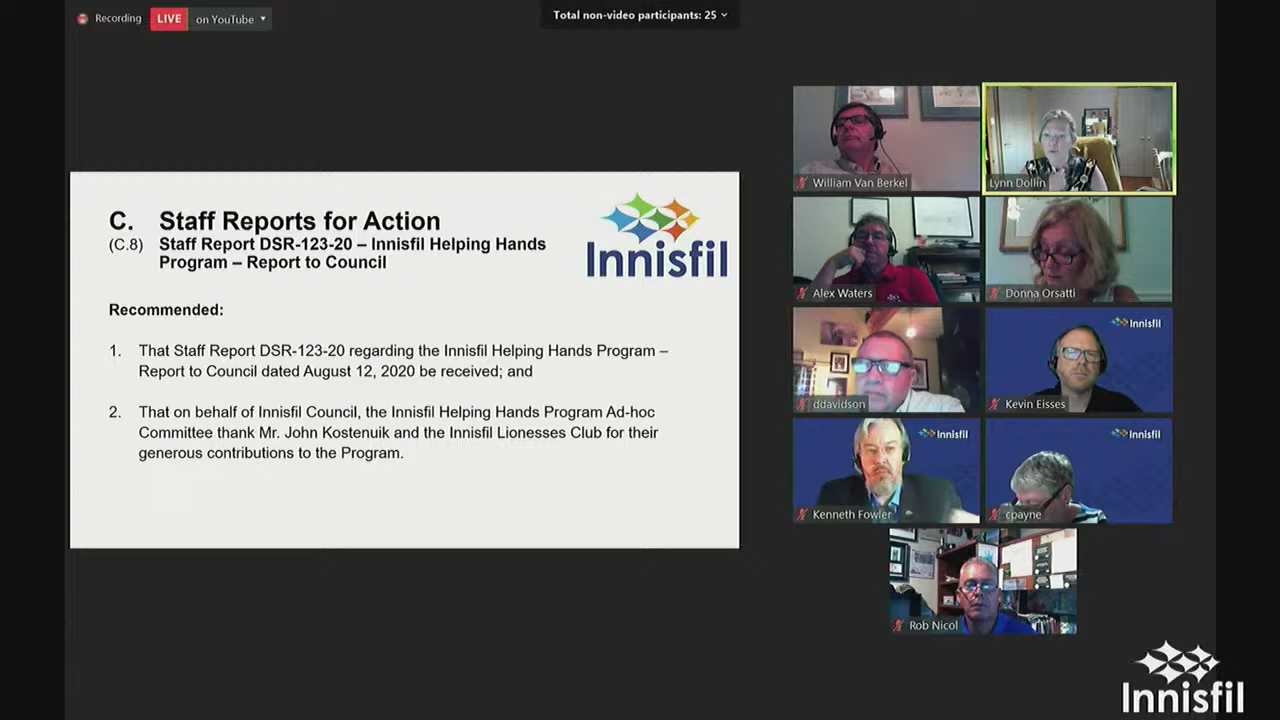 Recording
LIVE
on YouTube
Total non-video participants: 25
C. Staff Reports for Action
(C.8) Staff Report DSR-123-20 – Innisfil Helping Hands
Program – Report to Council
Innisfil
Recommended:
1. That Staff Report DSR-123-20 regarding the Innisfil Helping Hands Program –
Report to Council dated August 12, 2020 be received; and
2. That on behalf of Innisfil Council, the Innisfil Helping Hands Program Ad-hoc
Committee thank Mr. John Kostenuik and the Innisfil Lionesses Club for their
generous contributions to the Program.
William Van Berkel
Lynn Dollin
Alex Waters
Donna Orsatti
ddavidson
Innisfil
Kevin Eisses
Innisfil
Kenneth Fowler
Innisfil
cpayne
Rob Nicol
Innisfil